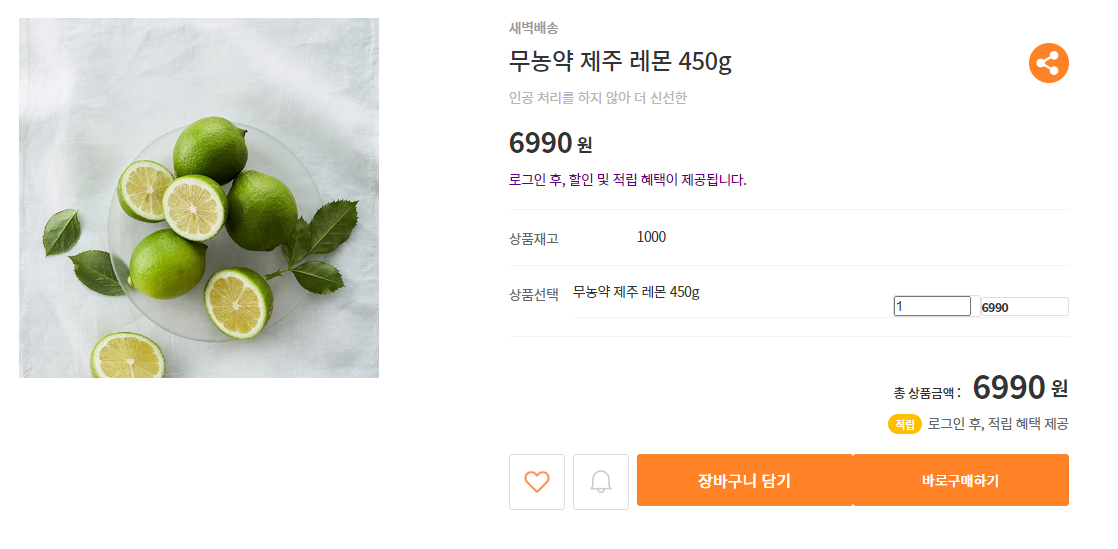 새벽배송
무농약 제주 레몬 450g
인공 처리를 하지 않아 더 신선한
6990 원
로그인 후, 할인 및 적립 혜택이 제공됩니다.
상품재고 1000
상품선택 무농약 제주 레몬 450g
1 6990
총 상품금액 : 6990 원
적립 로그인 후, 적립 혜택 제공
장바구니 담기 바로구매하기